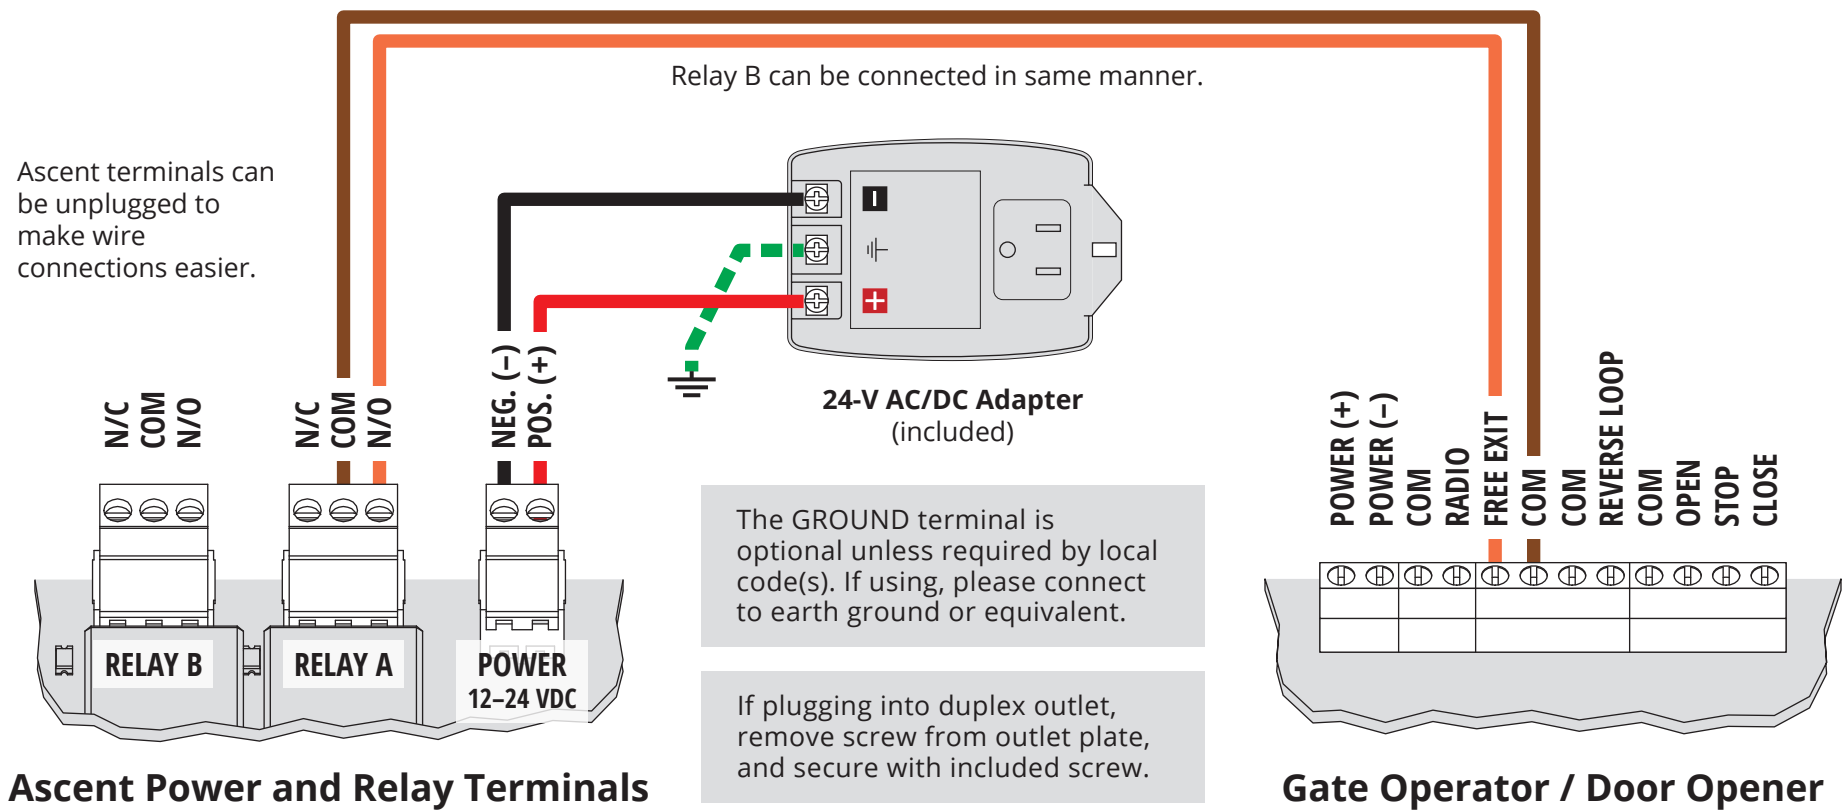 Relay B can be connected in same manner.
Ascent terminals can
be unplugged to
make wire
connections easier.
N/C
COM
N/O
N/C
COM
N/O
NEG. (−)
POS. (+)
24-V AC/DC Adapter
(included)
POWER (+)
POWER (−)
COM
RADIO
FREE EXIT
COM
COM
REVERSE LOOP
COM
OPEN
STOP
CLOSE
The GROUND terminal is
optional unless required by local
code(s). If using, please connect
to earth ground or equivalent.
RELAY B
RELAY A
POWER
12–24 VDC
If plugging into duplex outlet,
remove screw from outlet plate,
and secure with included screw.
Ascent Power and Relay Terminals
Gate Operator / Door Opener